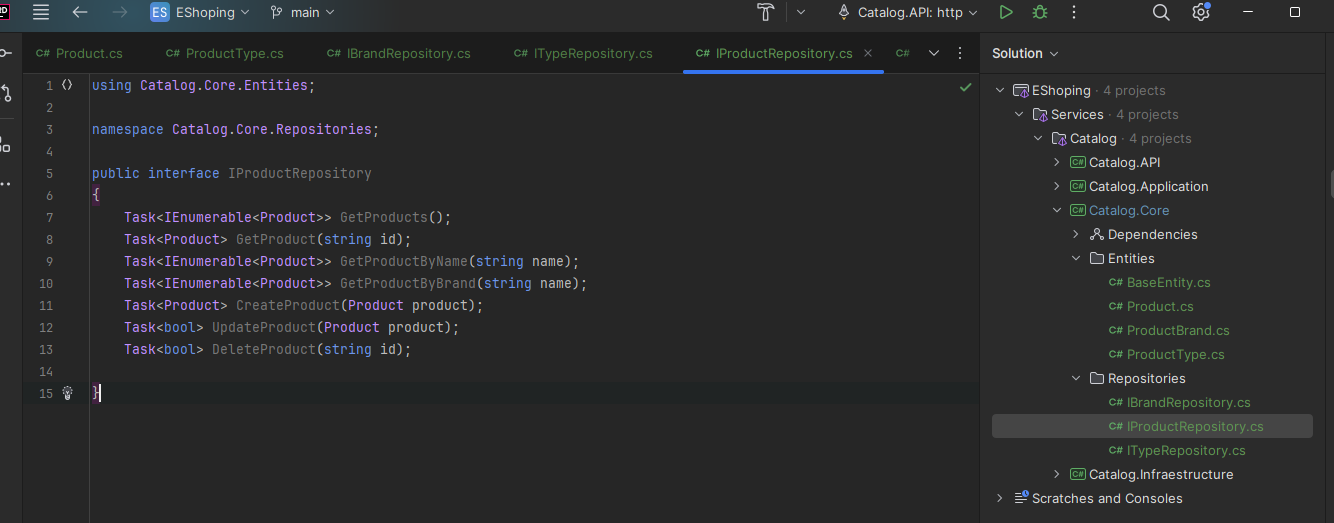 ES EShoping main Catalog.API: http
C# Product.cs C# ProductType.cs C# IBrandRepository.cs C# ITypeRepository.cs C# IProductRepository.cs C#
1 using Catalog.Core.Entities;
2
3 namespace Catalog.Core.Repositories;
4
5 public interface IProductRepository
6 {
7 Task<IEnumerable<Product>> GetProducts();
8 Task<Product> GetProduct(string id);
9 Task<IEnumerable<Product>> GetProductByName(string name);
10 Task<IEnumerable<Product>> GetProductByBrand(string name);
11 Task<Product> CreateProduct(Product product);
12 Task<bool> UpdateProduct(Product product);
13 Task<bool> DeleteProduct(string id);
14
15 }
Solution
EShoping · 4 projects
Services · 4 projects
Catalog · 4 projects
C# Catalog.API
C# Catalog.Application
C# Catalog.Core
Dependencies
Entities
C# BaseEntity.cs
C# Product.cs
C# ProductBrand.cs
C# ProductType.cs
Repositories
C# IBrandRepository.cs
C# IProductRepository.cs
C# ITypeRepository.cs
C# Catalog.Infraestructure
Scratches and Consoles